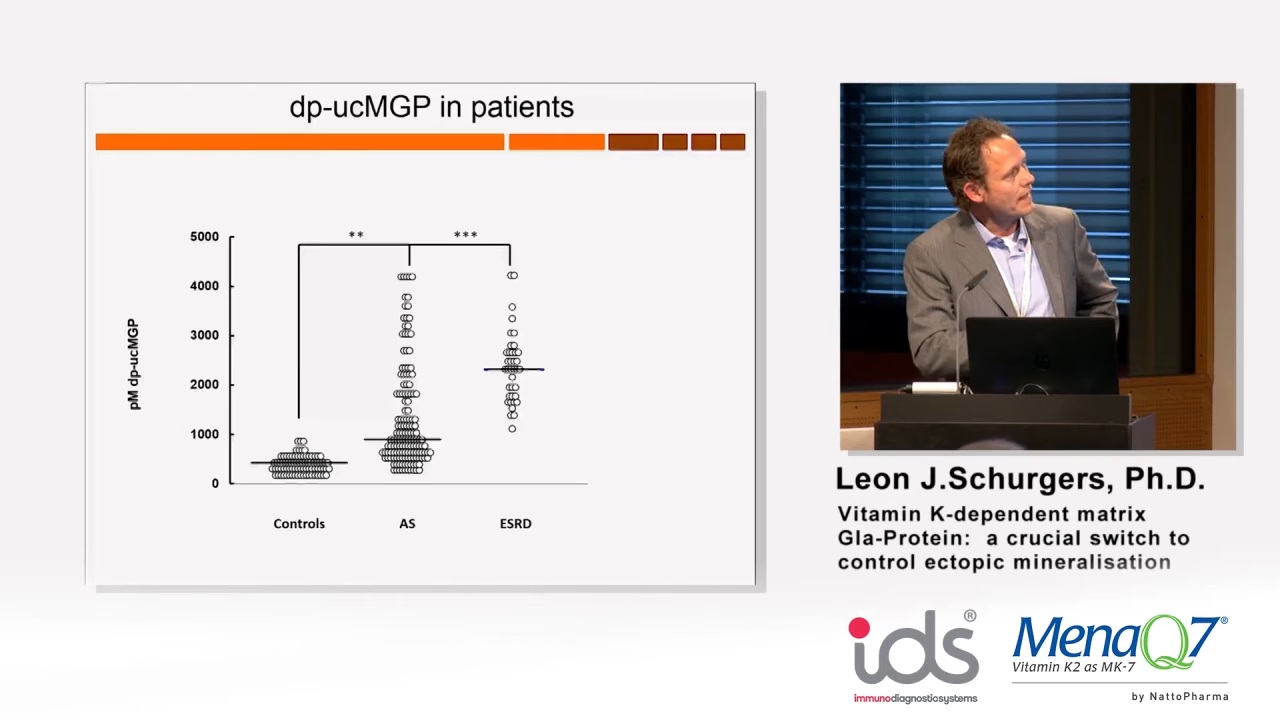 dp-ucMGP in patients
** ***
5000
4000
3000
2000
1000
0
pM dp-ucMGP
Controls AS ESRD
Leon J.Schurgers, Ph.D.
Vitamin K-dependent matrix
Gla-Protein: a crucial switch to
control ectopic mineralisation
ids®
immunodiagnosticsystems
MenaQ7®
Vitamin K2 as MK-7
by NattoPharma